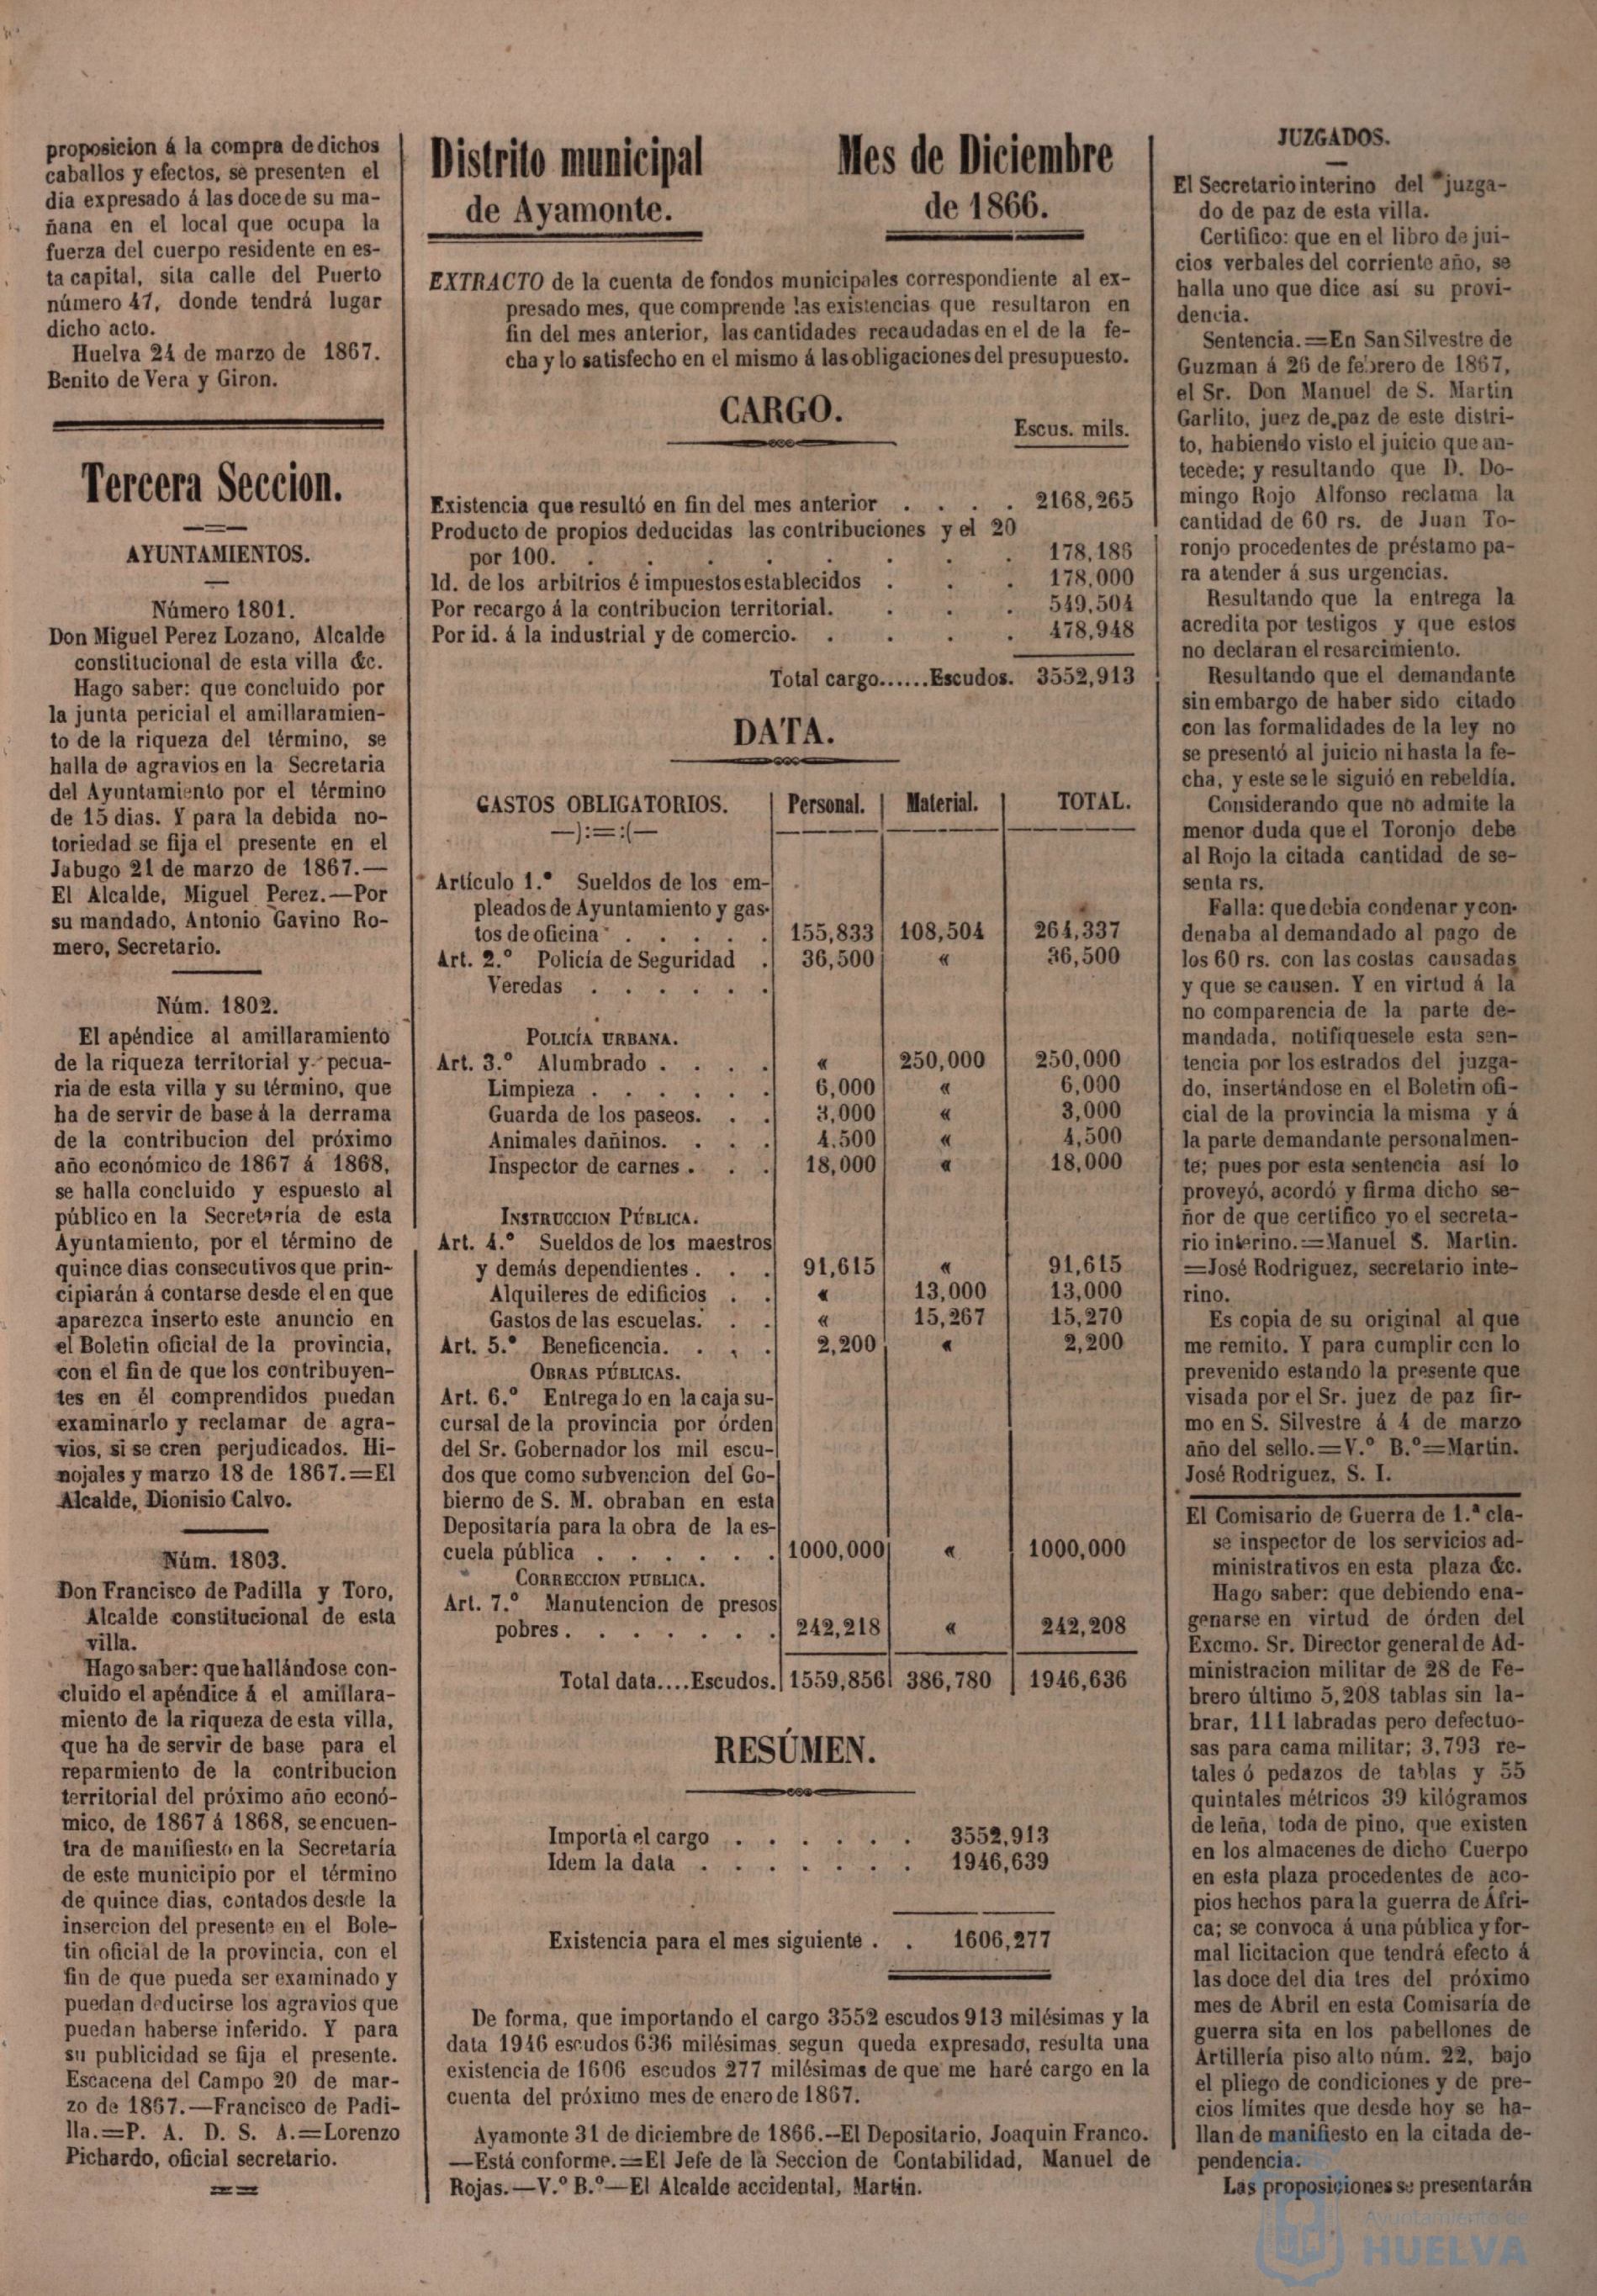 proposicion á la compra de dichos
caballos y efectos, se presenten el
dia expresado á las doce de su ma-
ñana en el local que ocupa la
fuerza del cuerpo residente en es-
ta capital, sita calle del Puerto
número 47, donde tendrá lugar
dicho acto.
Huelva 24 de marzo de 1867.
Benito de Vera y Giron.
Tercera Seccion.
AYUNTAMIENTOS.
Número 1801.
Don Miguel Perez Lozano, Alcalde
constitucional de esta villa &c.
Hago saber: que concluido por
la junta pericial el amillaramien-
to de la riqueza del término, se
halla de agravios en la Secretaria
del Ayuntamiento por el término
de 15 dias. Y para la debida no-
toriedad se fija el presente en el
Jabugo 21 de marzo de 1867.—
El Alcalde, Miguel Perez.—Por
su mandado, Antonio Gavino Ro-
mero, Secretario.
Núm. 1802.
El apéndice al amillaramiento
de la riqueza territorial y pecua-
ria de esta villa y su término, que
ha de servir de base á la derrama
de la contribucion del próximo
año económico de 1867 á 1868,
se halla concluido y espuesto al
público en la Secretaría de esta
Ayuntamiento, por el término de
quince dias consecutivos que prin-
cipiarán á contarse desde el en que
aparezca inserto este anuncio en
el Boletin oficial de la provincia,
con el fin de que los contribuyen-
tes en él comprendidos puedan
examinarlo y reclamar de agra-
vios, si se cren perjudicados. Hi-
nojales y marzo 18 de 1867.=El
Alcalde, Dionisio Calvo.
Núm. 1803.
Don Francisco de Padilla y Toro,
Alcalde constitucional de esta
villa.
Hago saber: que hallándose con-
cluido el apéndice á el amillara-
miento de la riqueza de esta villa,
que ha de servir de base para el
reparmiento de la contribucion
territorial del próximo año econó-
mico, de 1867 á 1868, se encuen-
tra de manifiesto en la Secretaría
de este municipio por el término
de quince dias, contados desde la
insercion del presente en el Bole-
tin oficial de la provincia, con el
fin de que pueda ser examinado y
puedan deducirse los agravios que
puedan haberse inferido. Y para
su publicidad se fija el presente.
Escacena del Campo 20 de mar-
zo de 1867.—Francisco de Padi-
lla.=P. A. D. S. A.=Lorenzo
Pichardo, oficial secretario.
Distrito municipal
de Ayamonte.
Mes de Diciembre
de 1866.
EXTRACTO de la cuenta de fondos municipales correspondiente al ex-
presado mes, que comprende las existencias que resultaron en
fin del mes anterior, las cantidades recaudadas en el de la fe-
cha y lo satisfecho en el mismo á las obligaciones del presupuesto.
CARGO.
Escus. mils.
Existencia que resultó en fin del mes anterior . . . . 2168,265
Producto de propios deducidas las contribuciones y el 20
por 100. . . . . . . 178,186
Id. de los arbitrios é impuestos establecidos . . . 178,000
Por recargo á la contribucion territorial. . . . 549,504
Por id. á la industrial y de comercio. . . . . 478,948
Total cargo......Escudos. 3552,913
DATA.
GASTOS OBLIGATORIOS. Personal. Material. TOTAL.
Artículo 1.º Sueldos de los em-
pleados de Ayuntamiento y gas-
tos de oficina . . . . . 155,833 108,504 264,337
Art. 2.º Policía de Seguridad . 36,500 « 36,500
Veredas . . . . . .
POLICÍA URBANA.
Art. 3.º Alumbrado . . . . « 250,000 250,000
Limpieza . . . . . . 6,000 « 6,000
Guarda de los paseos. . . 3,000 « 3,000
Animales dañinos. . . . 4.500 « 4,500
Inspector de carnes . . . 18,000 « 18,000
INSTRUCCION PÚBLICA.
Art. 4.º Sueldos de los maestros
y demás dependientes . . . 91,615 « 91,615
Alquileres de edificios . . « 13,000 13,000
Gastos de las escuelas. . . « 15,267 15,270
Art. 5.º Beneficencia. . . . 2,200 « 2,200
OBRAS PÚBLICAS.
Art. 6.º Entregado en la caja su-
cursal de la provincia por órden
del Sr. Gobernador los mil escu-
dos que como subvencion del Go-
bierno de S. M. obraban en esta
Depositaría para la obra de la es-
cuela pública . . . . . . 1000,000 « 1000,000
CORRECCION PUBLICA.
Art. 7.º Manutencion de presos
pobres . . . . . . . 242,218 « 242,208
Total data....Escudos. 1559,856 386,780 1946,636
RESÚMEN.
Importa el cargo . . . . . . 3552,913
Idem la data . . . . . . . 1946,639
Existencia para el mes siguiente . . 1606,277
De forma, que importando el cargo 3552 escudos 913 milésimas y la
data 1946 escudos 636 milésimas segun queda expresado, resulta una
existencia de 1606 escudos 277 milésimas de que me haré cargo en la
cuenta del próximo mes de enero de 1867.
Ayamonte 31 de diciembre de 1866.--El Depositario, Joaquin Franco.
—Está conforme.=El Jefe de la Seccion de Contabilidad, Manuel de
Rojas.—V.º B.º—El Alcalde accidental, Martin.
JUZGADOS.
El Secretario interino del juzga-
do de paz de esta villa.
Certifico: que en el libro de jui-
cios verbales del corriente año, se
halla uno que dice así su provi-
dencia.
Sentencia.=En San Silvestre de
Guzman á 26 de febrero de 1867,
el Sr. Don Manuel de S. Martin
Garlito, juez de paz de este distri-
to, habiendo visto el juicio que an-
tecede; y resultando que D. Do-
mingo Rojo Alfonso reclama la
cantidad de 60 rs. de Juan To-
ronjo procedentes de préstamo pa-
ra atender á sus urgencias.
Resultando que la entrega la
acredita por testigos y que estos
no declaran el resarcimiento.
Resultando que el demandante
sin embargo de haber sido citado
con las formalidades de la ley no
se presentó al juicio ni hasta la fe-
cha, y este se le siguió en rebeldía.
Considerando que no admite la
menor duda que el Toronjo debe
al Rojo la citada cantidad de se-
senta rs.
Falla: que debia condenar y con-
denaba al demandado al pago de
los 60 rs. con las costas causadas
y que se causen. Y en virtud á la
no comparencia de la parte de-
mandada, notifíquesele esta sen-
tencia por los estrados del juzga-
do, insertándose en el Boletin ofi-
cial de la provincia la misma y á
la parte demandante personalmen-
te; pues por esta sentencia así lo
proveyó, acordó y firma dicho se-
ñor de que certifico yo el secreta-
rio interino.=Manuel S. Martin.
=José Rodriguez, secretario inte-
rino.
Es copia de su original al que
me remito. Y para cumplir con lo
prevenido estando la presente que
visada por el Sr. juez de paz fir-
mo en S. Silvestre á 4 de marzo
año del sello.=V.º B.º=Martin.
José Rodriguez, S. I.
El Comisario de Guerra de 1.ª cla-
se inspector de los servicios ad-
ministrativos en esta plaza &c.
Hago saber: que debiendo ena-
genarse en virtud de órden del
Excmo. Sr. Director general de Ad-
ministracion militar de 28 de Fe-
brero último 5,208 tablas sin la-
brar, 111 labradas pero defectuo-
sas para cama militar; 3,793 re-
tales ó pedazos de tablas y 55
quintales métricos 39 kilógramos
de leña, toda de pino, que existen
en los almacenes de dicho Cuerpo
en esta plaza procedentes de aco-
pios hechos para la guerra de Áfri-
ca; se convoca á una pública y for-
mal licitacion que tendrá efecto á
las doce del dia tres del próximo
mes de Abril en esta Comisaría de
guerra sita en los pabellones de
Artillería piso alto núm. 22, bajo
el pliego de condiciones y de pre-
cios límites que desde hoy se ha-
llan de manifiesto en la citada de-
pendencia.
Las proposiciones se presentarán
Ayuntamiento de
HUELVA